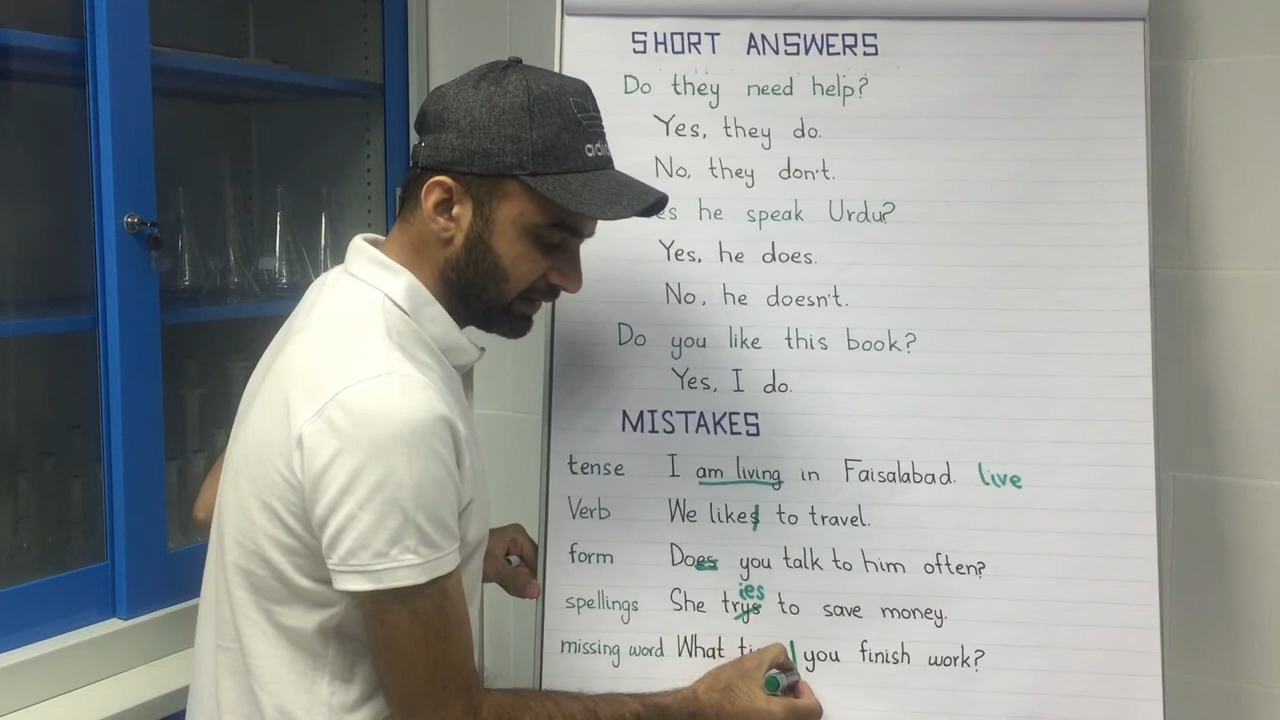 SHORT ANSWERS
Do they need help?
Yes, they do.
No, they don't.
he speak Urdu?
Yes, he does.
No, he doesn't.
Do you like this book?
Yes, I do.
MISTAKES
tense I am living in Faisalabad. live
Verb We likes to travel.
form Does you talk to him often?
ies
spellings She trys to save money.
missing word What you finish work?